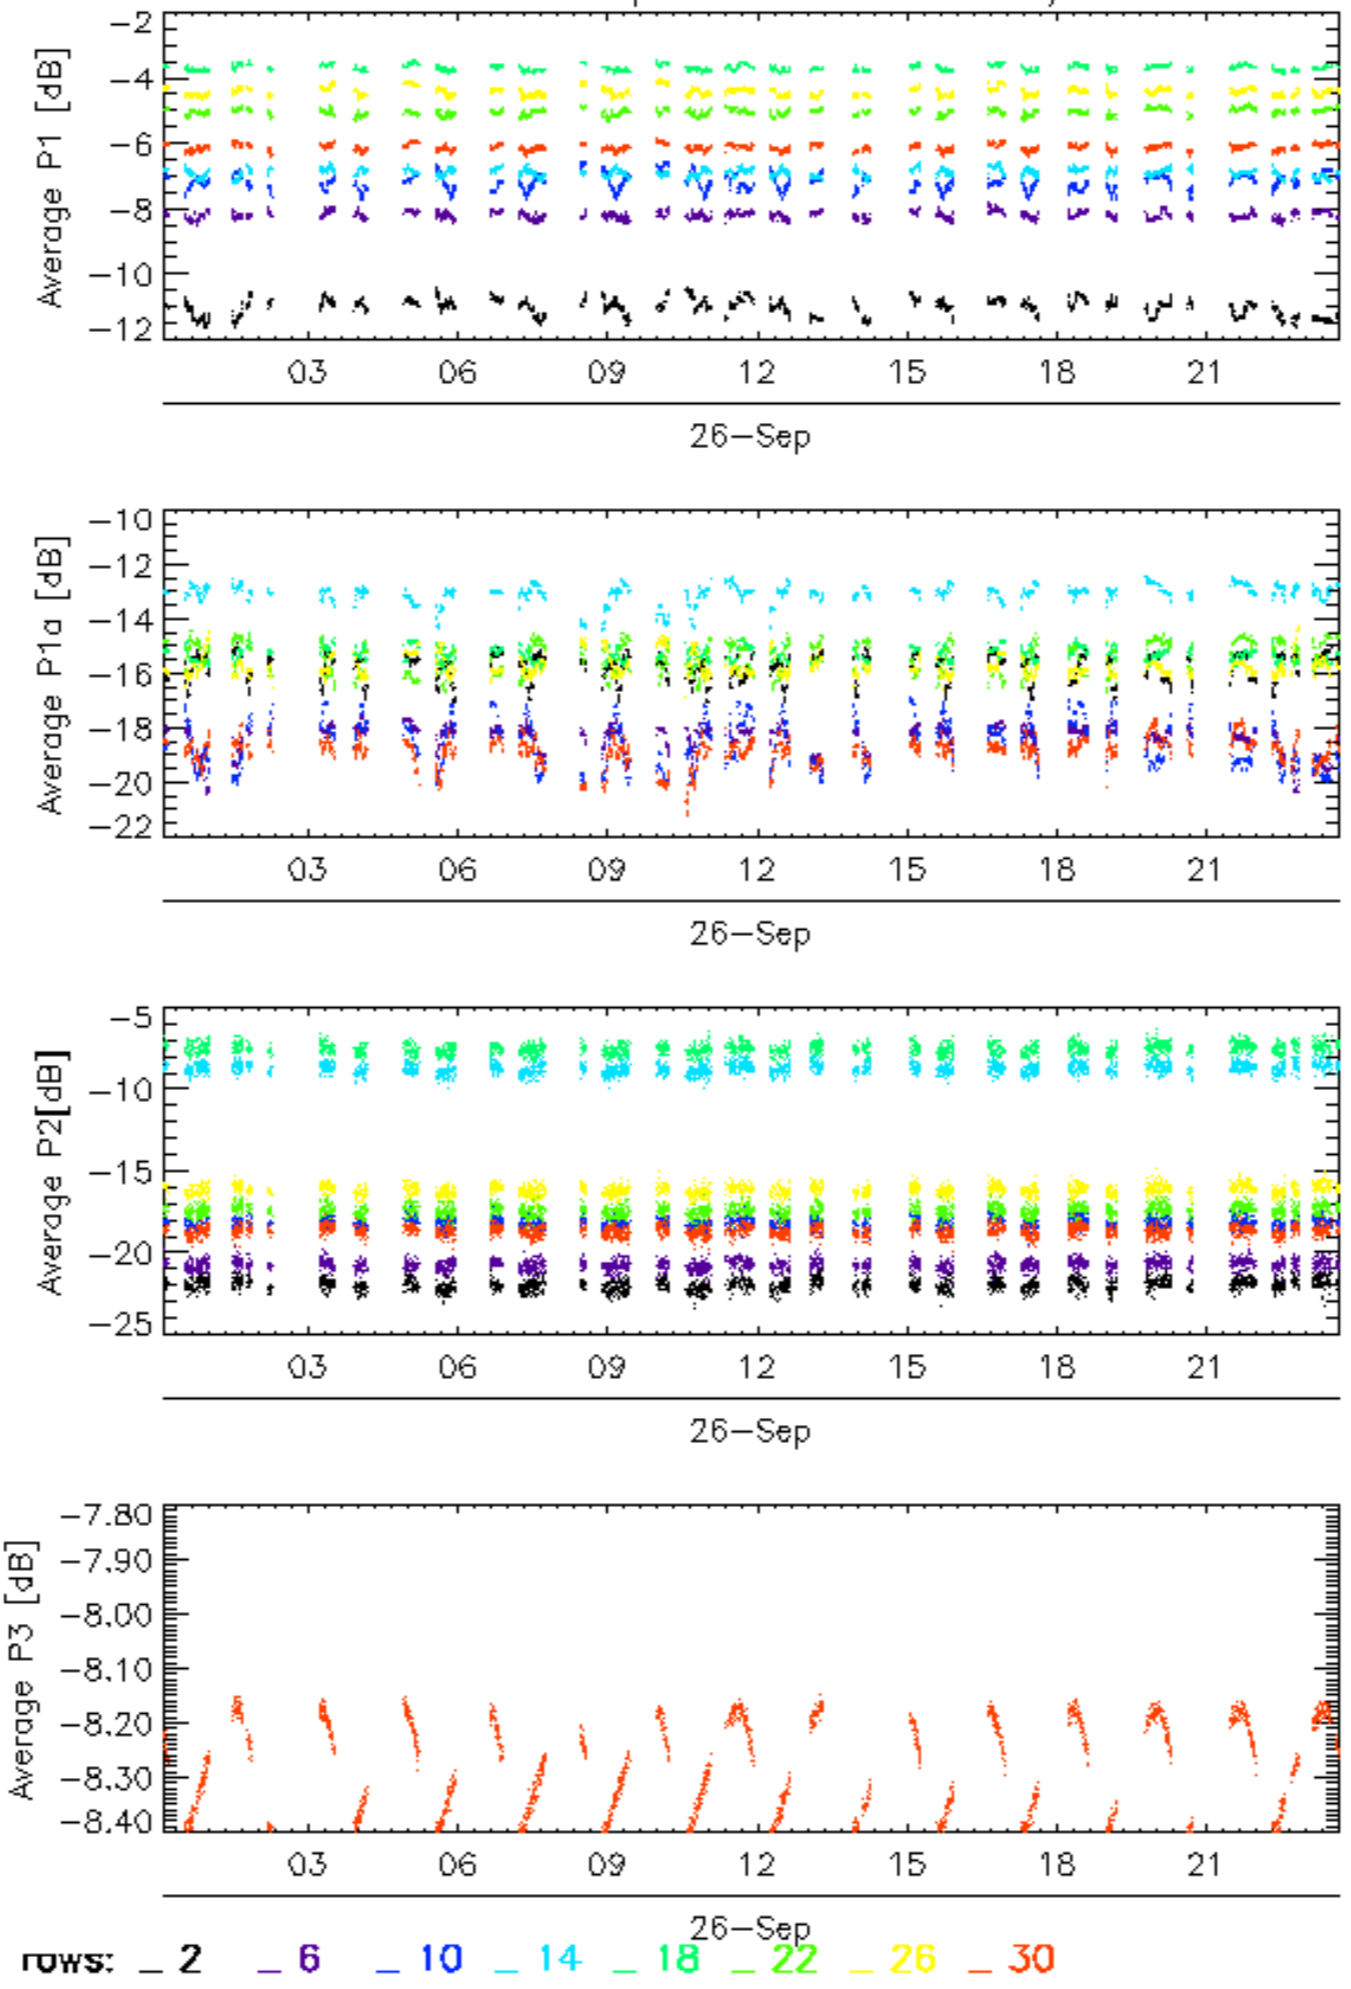 Average P1 [dB]
−2
−4
−6
−8
−10
−12
03 06 09 12 15 18 21
26−Sep
Average P1a [dB]
−10
−12
−14
−16
−18
−20
−22
03 06 09 12 15 18 21
26−Sep
Average P2[dB]
−5
−10
−15
−20
−25
03 06 09 12 15 18 21
26−Sep
Average P3 [dB]
−7.80
−7.90
−8.00
−8.10
−8.20
−8.30
−8.40
03 06 09 12 15 18 21
26−Sep
rows: _ 2 _ 6 _ 10 _ 14 _ 18 _ 22 _ 26 _ 30